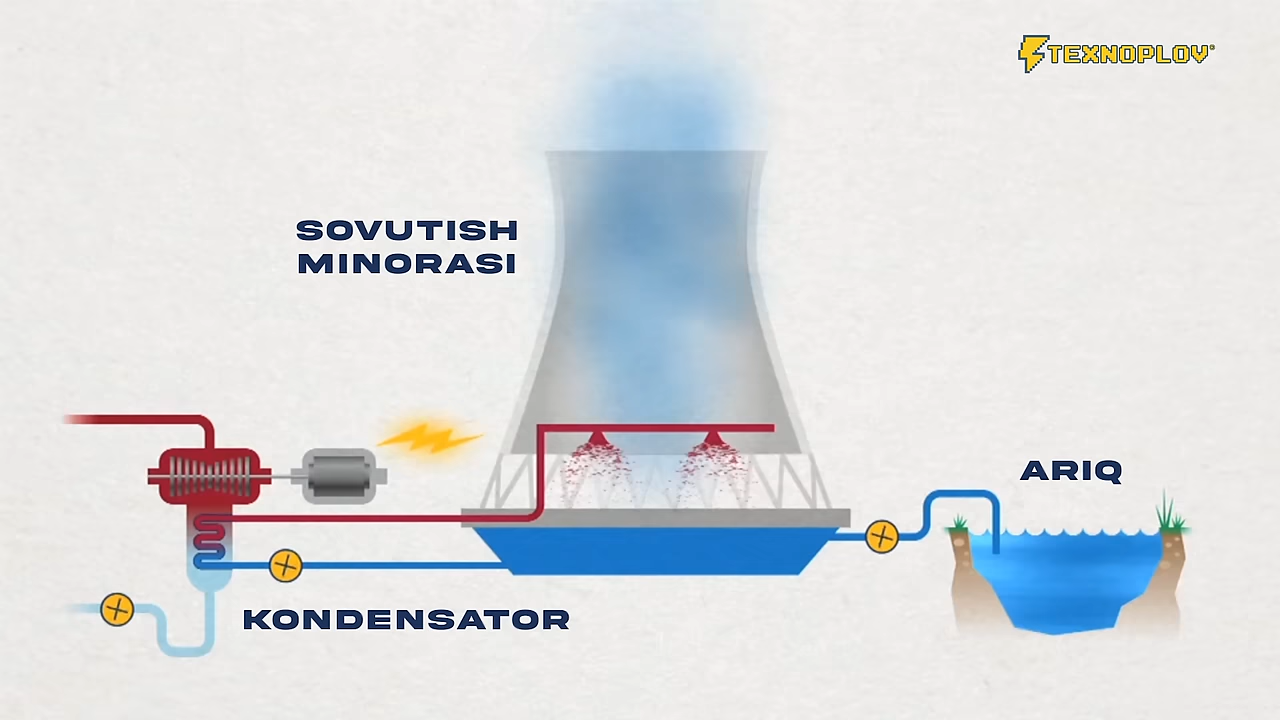 TEXNOPLOV
SOVUTISH
MINORASI
ARIQ
KONDENSATOR